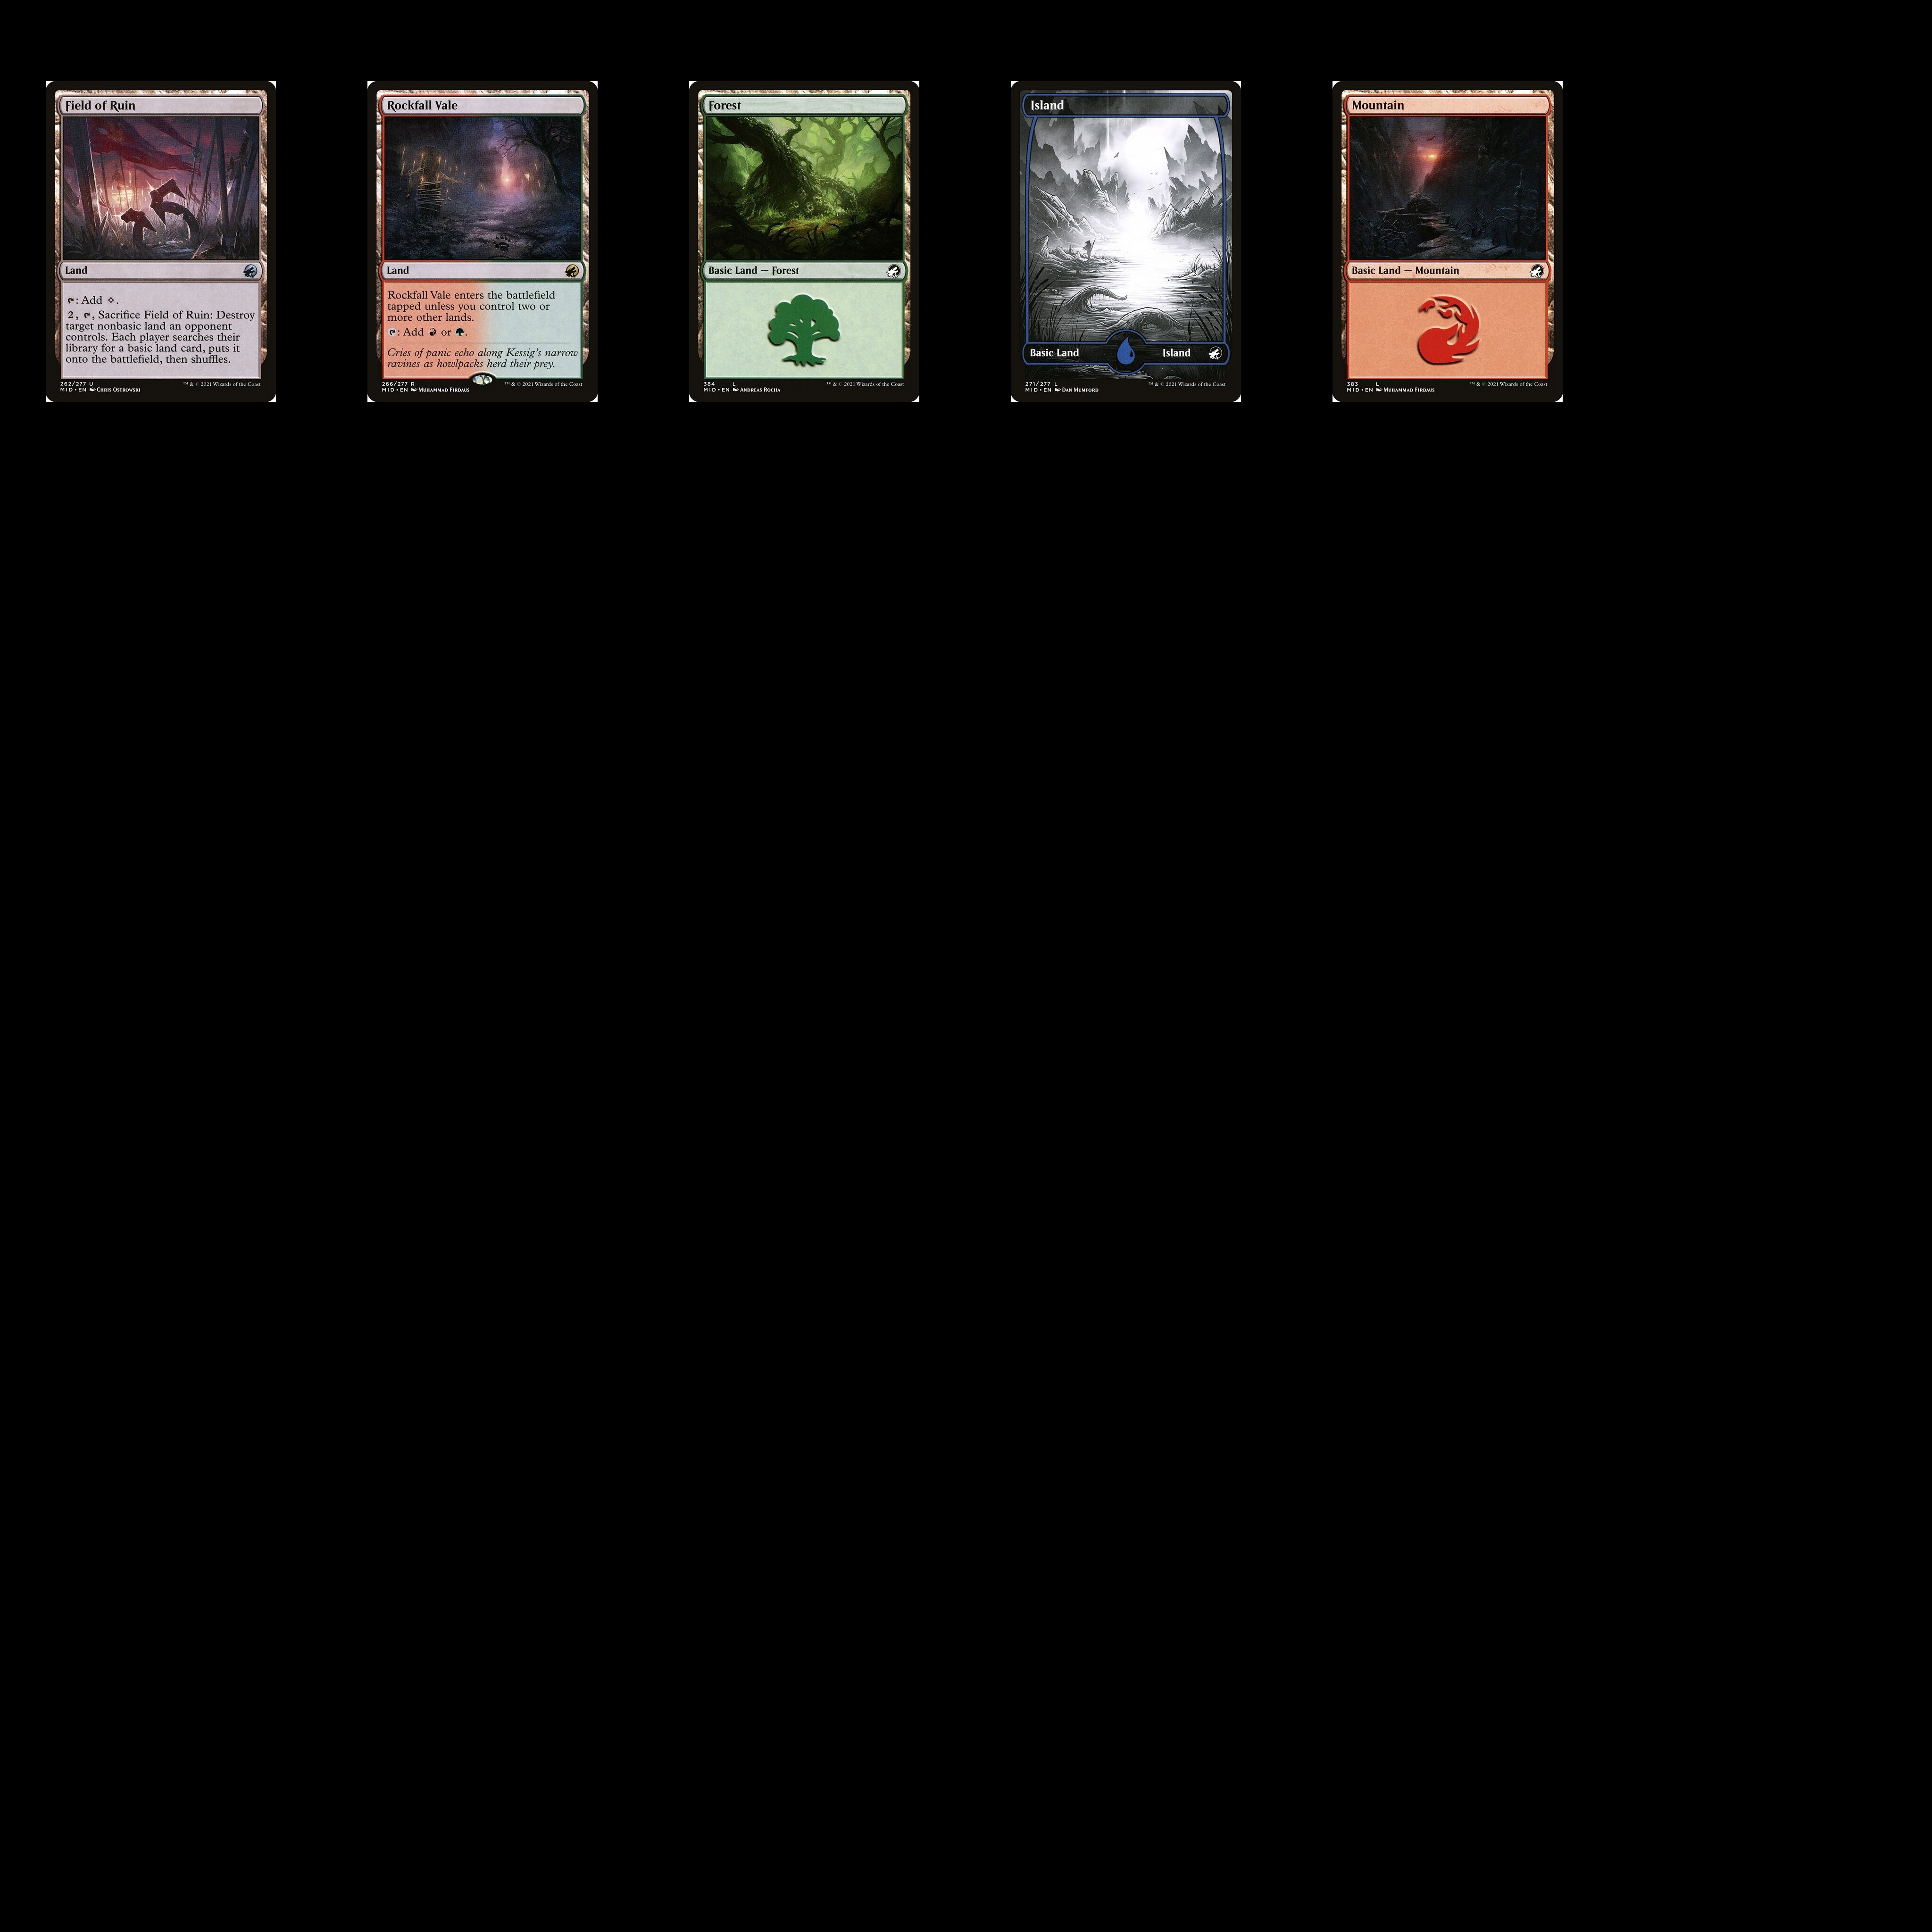 Field of Ruin
Land
: Add .
2, , Sacrifice Field of Ruin: Destroy
target nonbasic land an opponent
controls. Each player searches their
library for a basic land card, puts it
onto the battlefield, then shuffles.
262/277 U
MID • EN Chris Ostrowski
™ & © 2021 Wizards of the Coast
Rockfall Vale
Land
Rockfall Vale enters the battlefield
tapped unless you control two or
more other lands.
: Add or .
Cries of panic echo along Kessig's narrow
ravines as howlpacks herd their prey.
266/277 R
MID • EN Muhammad Firdaus
™ & © 2021 Wizards of the Coast
Forest
Basic Land — Forest
384 L
MID • EN Andreas Rocha
™ & © 2021 Wizards of the Coast
Island
Basic Land Island
271/277 L
MID • EN Dan Mumford
™ & © 2021 Wizards of the Coast
Mountain
Basic Land — Mountain
383 L
MID • EN Muhammad Firdaus
™ & © 2021 Wizards of the Coast